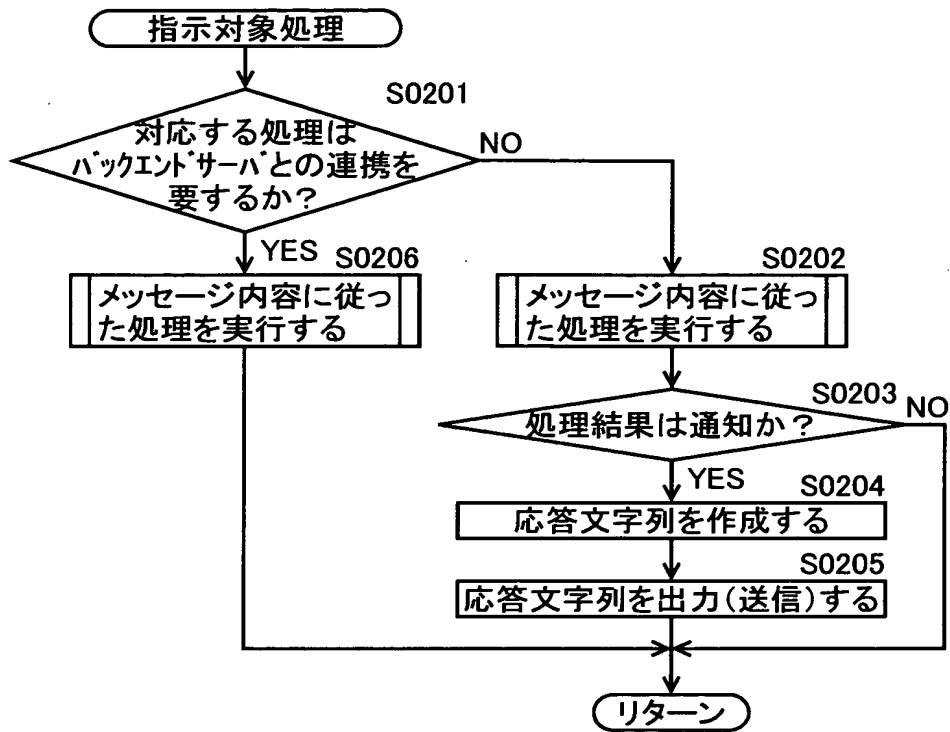 指示対象処理
S0201
対応する処理は
バックエンドサーバとの連携を
要するか？
NO
YES
S0206
メッセージ内容に従っ
た処理を実行する
S0202
メッセージ内容に従っ
た処理を実行する
S0203
処理結果は通知か？
NO
YES
S0204
応答文字列を作成する
S0205
応答文字列を出力（送信）する
リターン